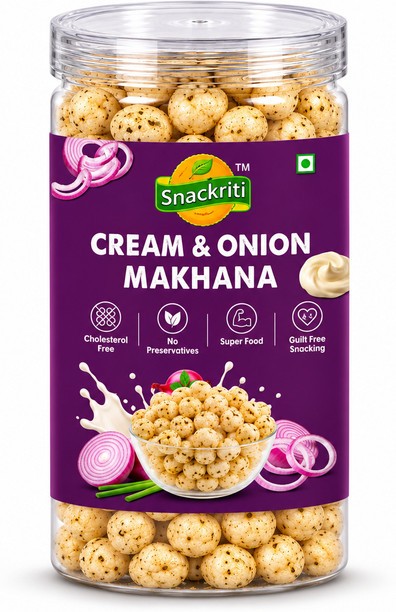 TM
Snackriti
CREAM & ONION
MAKHANA
Cholesterol
Free
No
Preservatives
Super Food
Guilt Free
Snacking